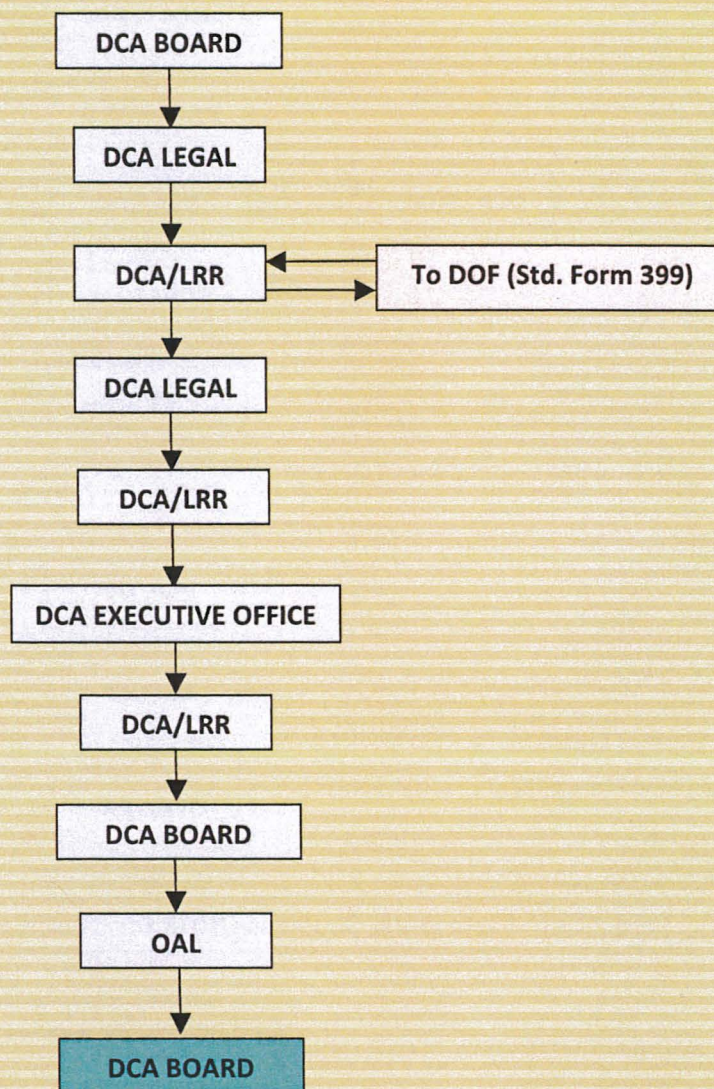 DCA BOARD
DCA LEGAL
DCA/LRR
To DOF (Std. Form 399)
DCA LEGAL
DCA/LRR
DCA EXECUTIVE OFFICE
DCA/LRR
DCA BOARD
OAL
DCA BOARD